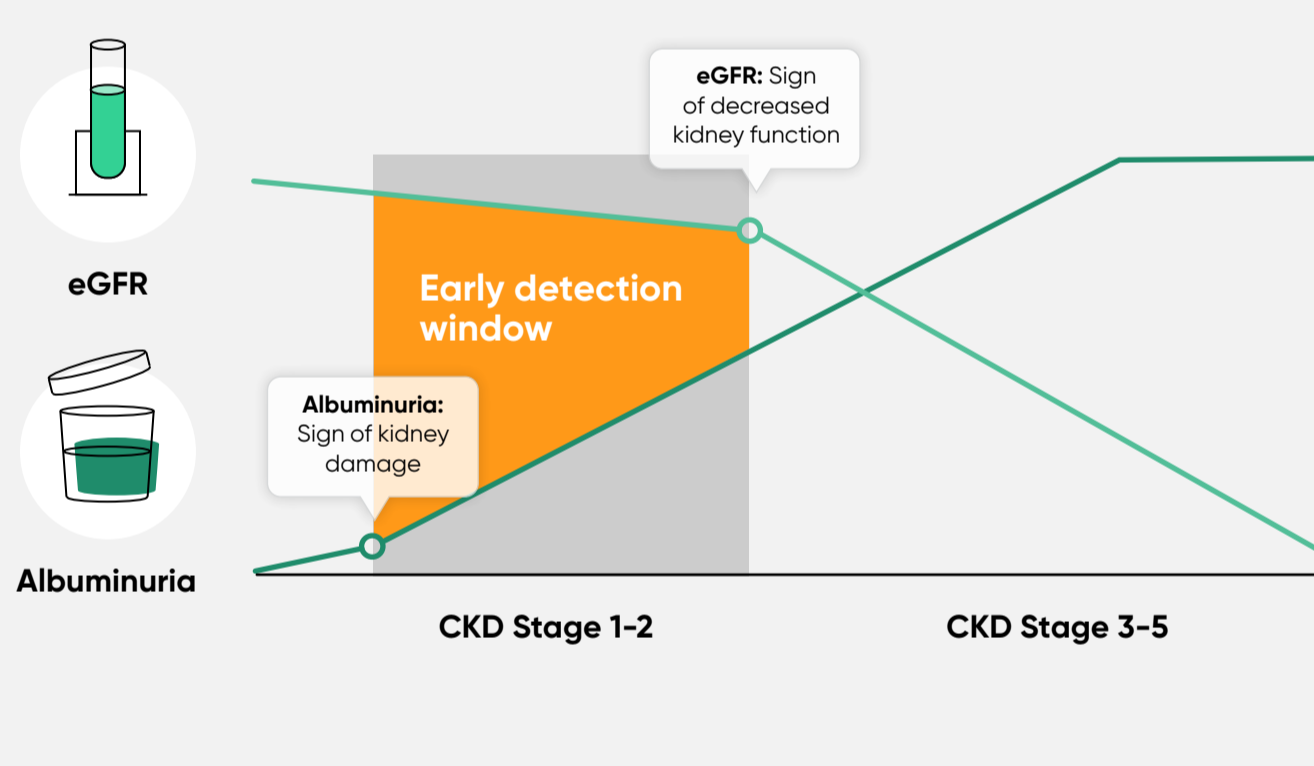 eGFR: Sign
of decreased
kidney function
eGFR
Early detection
window
Albuminuria:
Sign of kidney
damage
Albuminuria
CKD Stage 1-2
CKD Stage 3-5